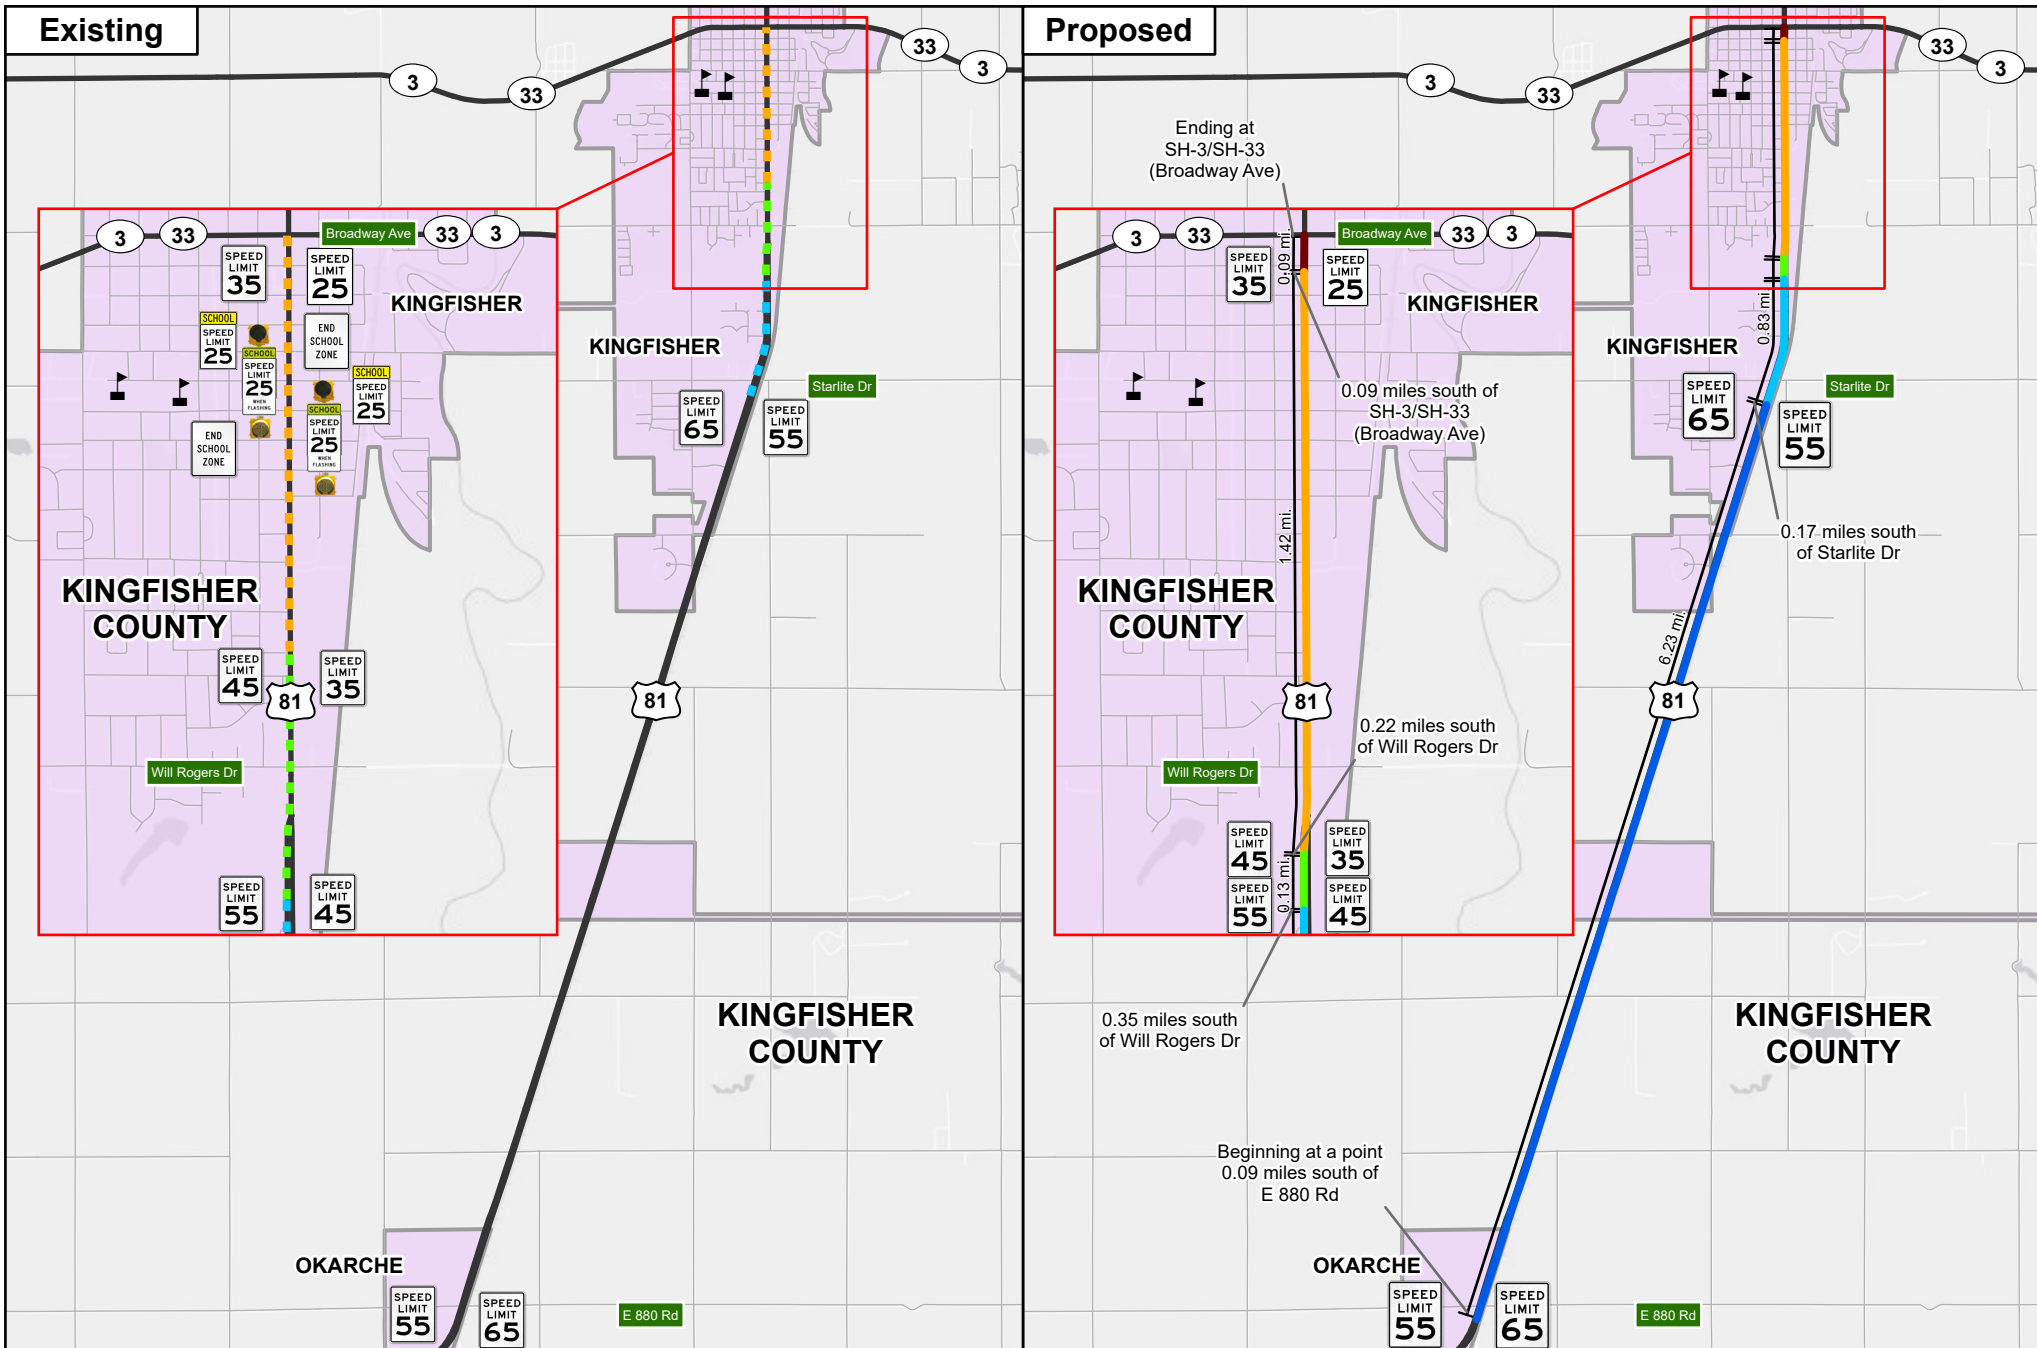 Existing
3
33
33
3
3
33
Broadway Ave
33
3
SPEED
LIMIT
35
SPEED
LIMIT
25
KINGFISHER
SCHOOL
SPEED
LIMIT
25
SCHOOL
SPEED
LIMIT
25
WHEN
FLASHING
END
SCHOOL
ZONE
SCHOOL
SPEED
LIMIT
25
SCHOOL
SPEED
LIMIT
25
WHEN
FLASHING
END
SCHOOL
ZONE
KINGFISHER
COUNTY
SPEED
LIMIT
45
81
SPEED
LIMIT
35
Will Rogers Dr
SPEED
LIMIT
55
SPEED
LIMIT
45
KINGFISHER
Starlite Dr
SPEED
LIMIT
65
SPEED
LIMIT
55
81
KINGFISHER
COUNTY
OKARCHE
SPEED
LIMIT
55
SPEED
LIMIT
65
E 880 Rd
Proposed
3
33
33
3
Ending at
SH-3/SH-33
(Broadway Ave)
3
33
Broadway Ave
33
3
SPEED
LIMIT
35
0.09 mi.
SPEED
LIMIT
25
KINGFISHER
0.09 miles south of
SH-3/SH-33
(Broadway Ave)
1.42 mi.
KINGFISHER
COUNTY
81
0.22 miles south
of Will Rogers Dr
Will Rogers Dr
SPEED
LIMIT
45
SPEED
LIMIT
35
SPEED
LIMIT
55
0.13 mi.
SPEED
LIMIT
45
0.35 miles south
of Will Rogers Dr
0.83 mi.
KINGFISHER
Starlite Dr
SPEED
LIMIT
65
SPEED
LIMIT
55
0.17 miles south
of Starlite Dr
6.23 mi.
81
KINGFISHER
COUNTY
Beginning at a point
0.09 miles south of
E 880 Rd
OKARCHE
SPEED
LIMIT
55
SPEED
LIMIT
65
E 880 Rd